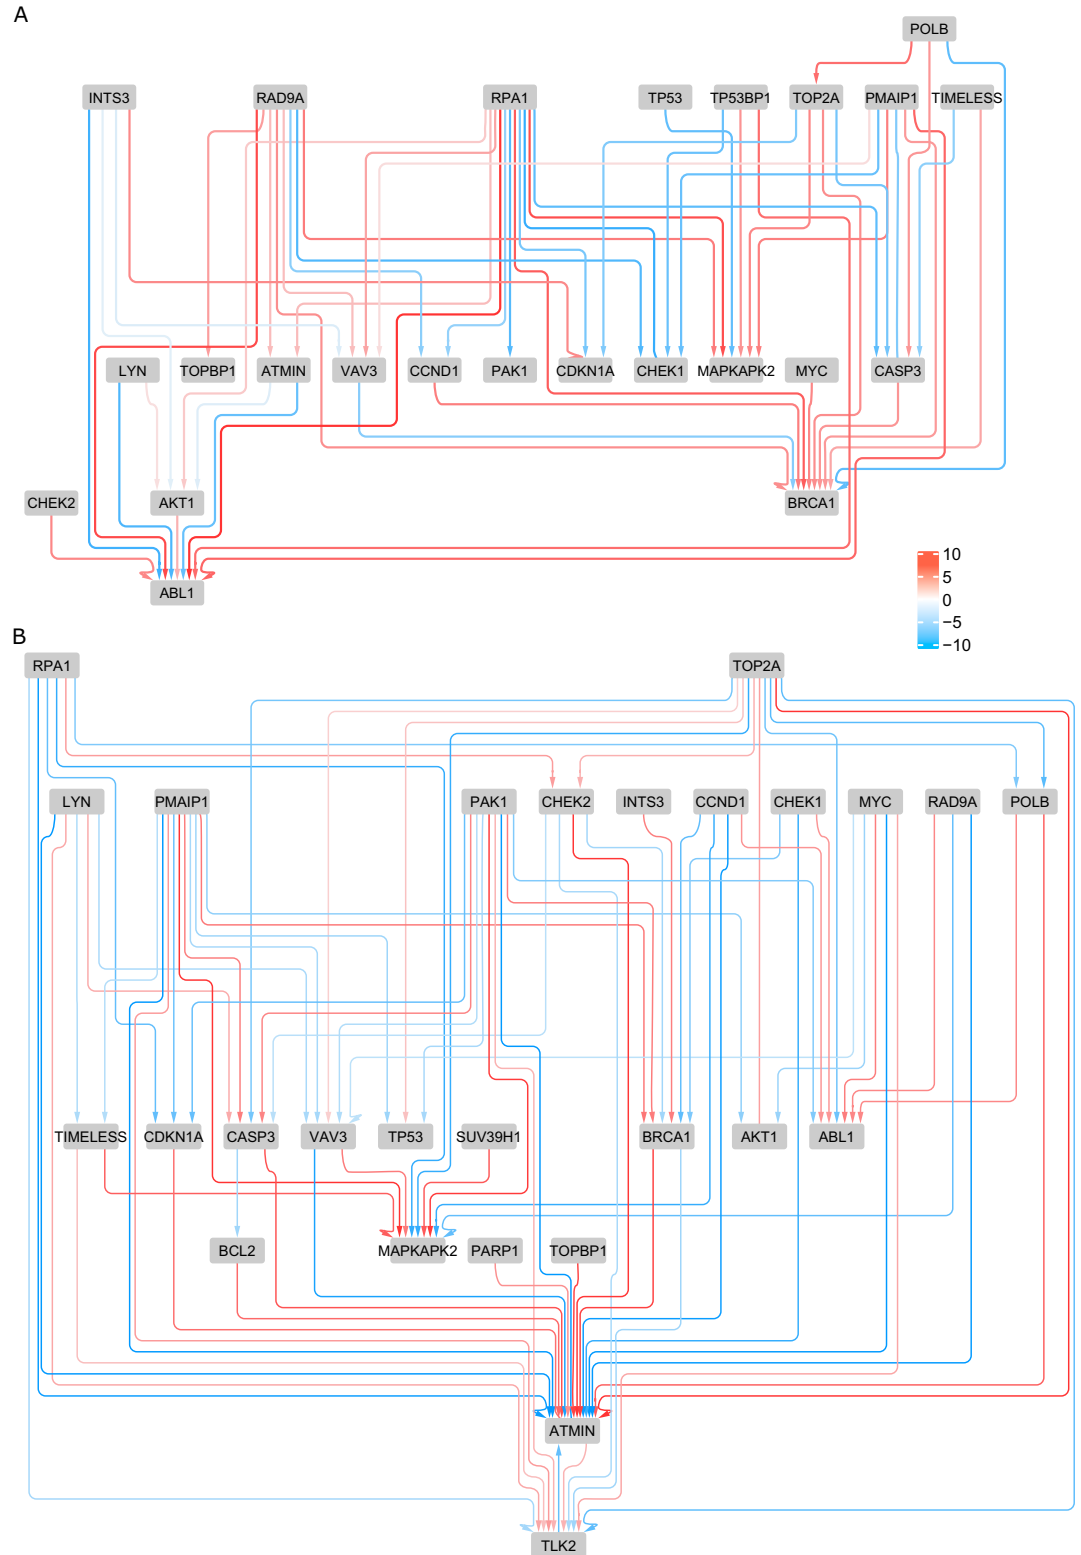 A
POLB
INTS3 RAD9A RPA1 TP53 TP53BP1 TOP2A PMAIP1 TIMELESS
LYN TOPBP1 ATMIN VAV3 CCND1 PAK1 CDKN1A CHEK1 MAPKAPK2 MYC CASP3
CHEK2 AKT1 BRCA1
ABL1
10
5
0
−5
−10
B
RPA1 TOP2A
LYN PMAIP1 PAK1 CHEK2 INTS3 CCND1 CHEK1 MYC RAD9A POLB
TIMELESS CDKN1A CASP3 VAV3 TP53 SUV39H1 BRCA1 AKT1 ABL1
BCL2 MAPKAPK2 PARP1 TOPBP1
ATMIN
TLK2